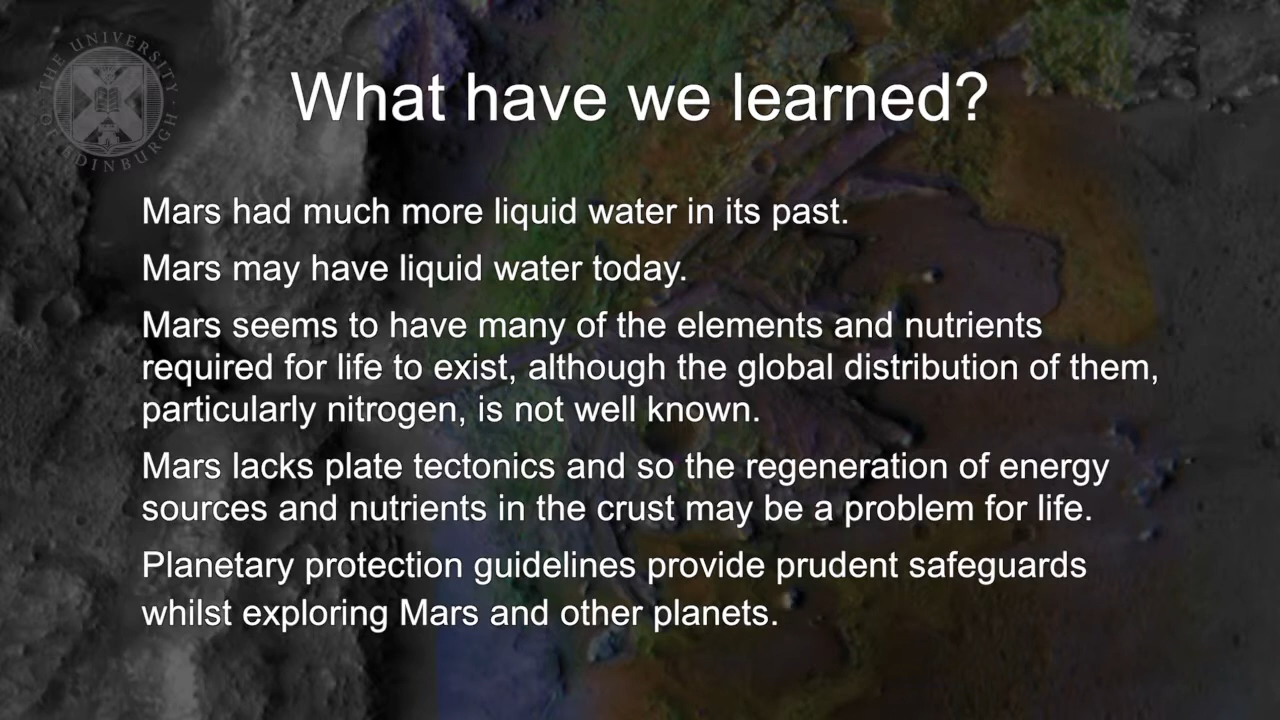 THE UNIVERSITY OF EDINBURGH
What have we learned?
Mars had much more liquid water in its past.
Mars may have liquid water today.
Mars seems to have many of the elements and nutrients
required for life to exist, although the global distribution of them,
particularly nitrogen, is not well known.
Mars lacks plate tectonics and so the regeneration of energy
sources and nutrients in the crust may be a problem for life.
Planetary protection guidelines provide prudent safeguards
whilst exploring Mars and other planets.